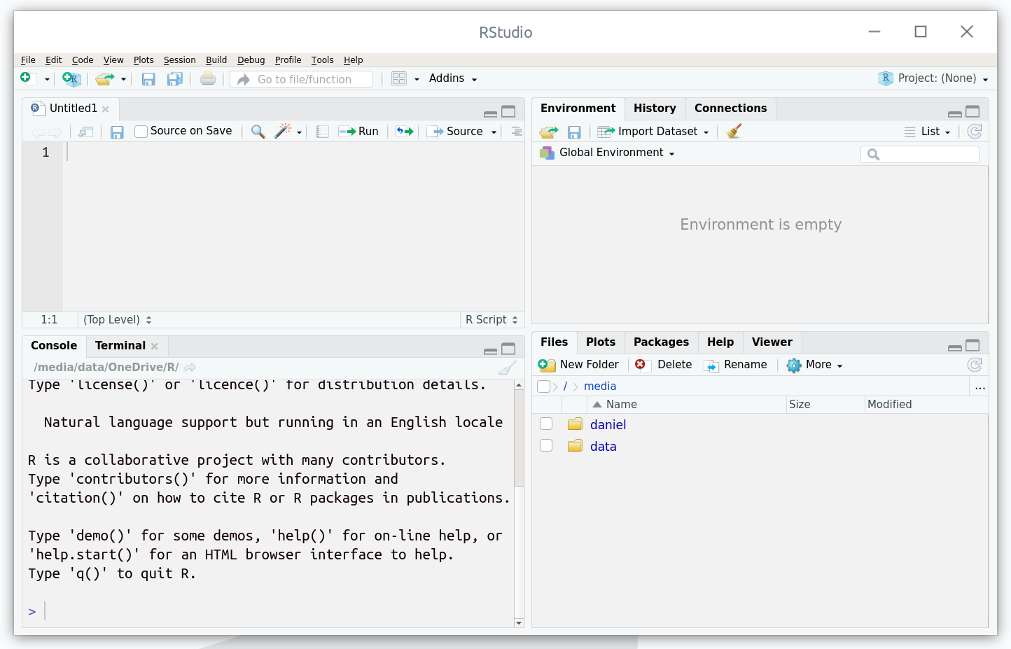 RStudio
File Edit Code View Plots Session Build Debug Profile Tools Help
Go to file/function Addins Project: (None)
Untitled1
Source on Save Run Source
1
1:1 (Top Level) R Script
Console Terminal
/media/data/OneDrive/R/
Type 'license()' or 'licence()' for distribution details.
Natural language support but running in an English locale
R is a collaborative project with many contributors.
Type 'contributors()' for more information and
'citation()' on how to cite R or R packages in publications.
Type 'demo()' for some demos, 'help()' for on-line help, or
'help.start()' for an HTML browser interface to help.
Type 'q()' to quit R.
>
Environment History Connections
Import Dataset List
Global Environment
Environment is empty
Files Plots Packages Help Viewer
New Folder Delete Rename More
/ media ...
Name Size Modified
daniel
data